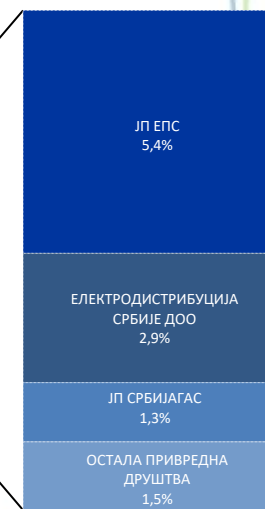 ЈП ЕПС
5,4%
ЕЛЕКТРОДИСТРИБУЦИЈА
СРБИЈЕ ДОО
2,9%
ЈП СРБИЈАГАС
1,3%
ОСТАЛА ПРИВРЕДНА
ДРУШТВА
1,5%